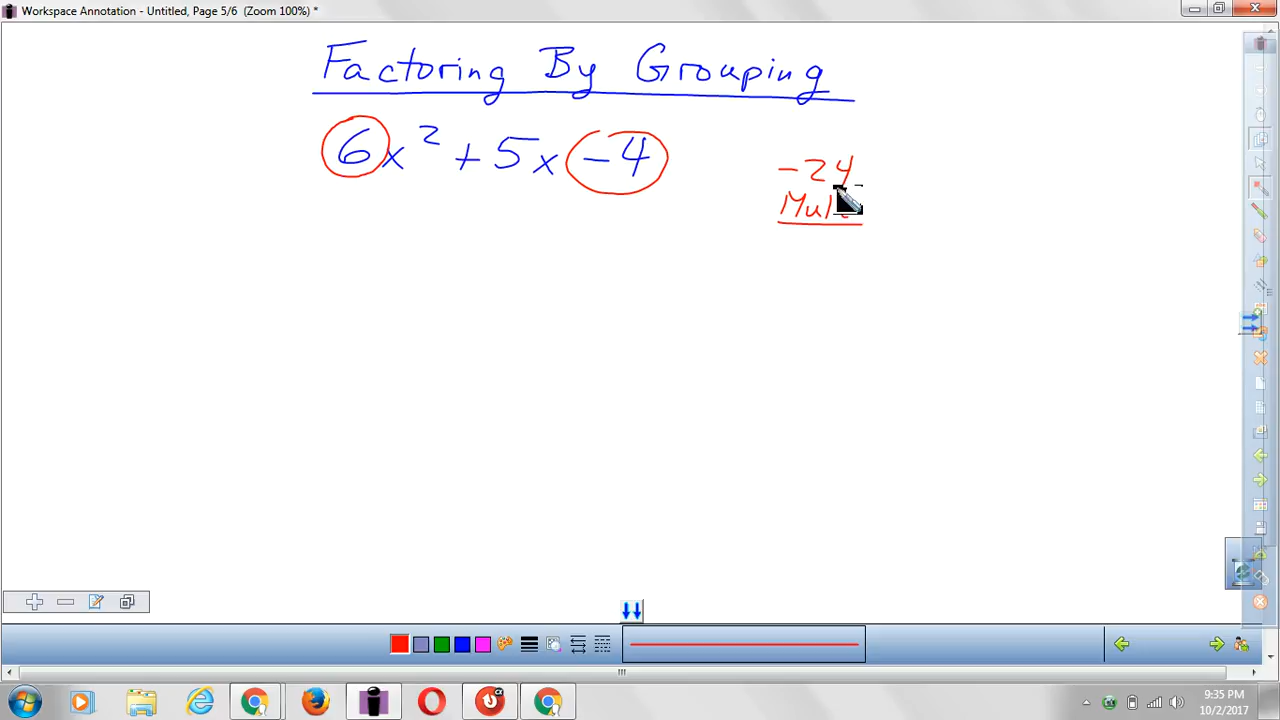 Workspace Annotation - Untitled, Page 5/6 (Zoom 100%) *
Factoring By Grouping
6x² + 5x - 4
-24
9:35 PM
10/2/2017